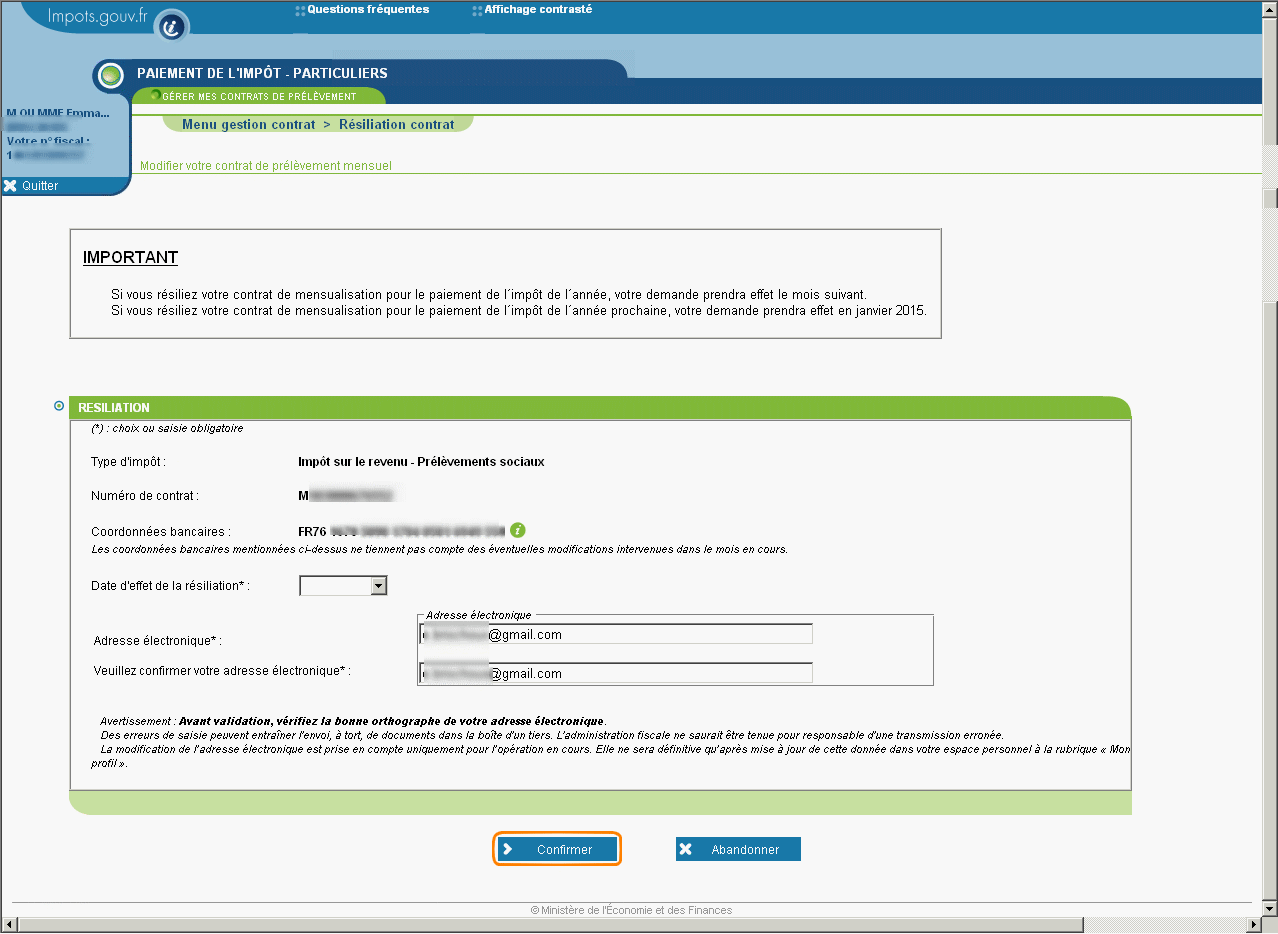 Impots.gouv.fr
Questions fréquentes
Affichage contrasté
PAIEMENT DE L'IMPÔT - PARTICULIERS
GÉRER MES CONTRATS DE PRÉLÈVEMENT
M OU MME Emma...
Votre n° fiscal :
1
Quitter
Menu gestion contrat > Résiliation contrat
Modifier votre contrat de prélèvement mensuel
IMPORTANT
Si vous résiliez votre contrat de mensualisation pour le paiement de l´impôt de l´année, votre demande prendra effet le mois suivant.
Si vous résiliez votre contrat de mensualisation pour le paiement de l´impôt de l´année prochaine, votre demande prendra effet en janvier 2015.
RESILIATION
(*) : choix ou saisie obligatoire
Type d'impôt : Impôt sur le revenu - Prélèvements sociaux
Numéro de contrat : M
Coordonnées bancaires : FR76
Les coordonnées bancaires mentionnées ci-dessus ne tiennent pas compte des éventuelles modifications intervenues dans le mois en cours.
Date d'effet de la résiliation* :
Adresse électronique
Adresse électronique* : @gmail.com
Veuillez confirmer votre adresse électronique* : @gmail.com
Avertissement : Avant validation, vérifiez la bonne orthographe de votre adresse électronique.
Des erreurs de saisie peuvent entraîner l'envoi, à tort, de documents dans la boîte d'un tiers. L'administration fiscale ne saurait être tenue pour responsable d'une transmission erronée.
La modification de l'adresse électronique est prise en compte uniquement pour l'opération en cours. Elle ne sera définitive qu'après mise à jour de cette donnée dans votre espace personnel à la rubrique « Mon
profil ».
Confirmer
Abandonner
© Ministère de l'Économie et des Finances